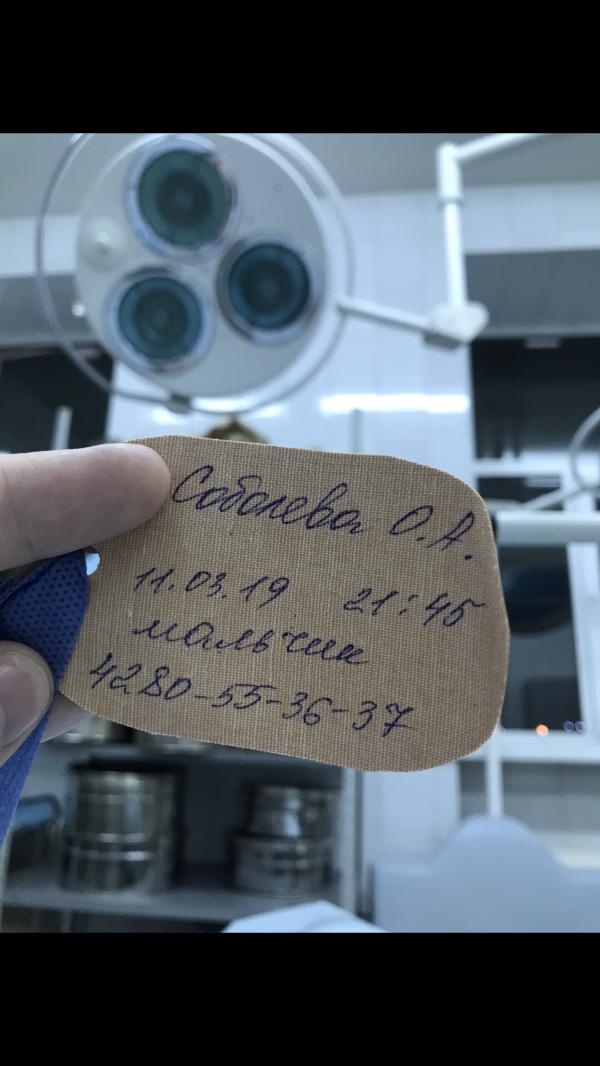 Соболева О.А.
11.03.19 21:45
мальчик
4280-55-36-37